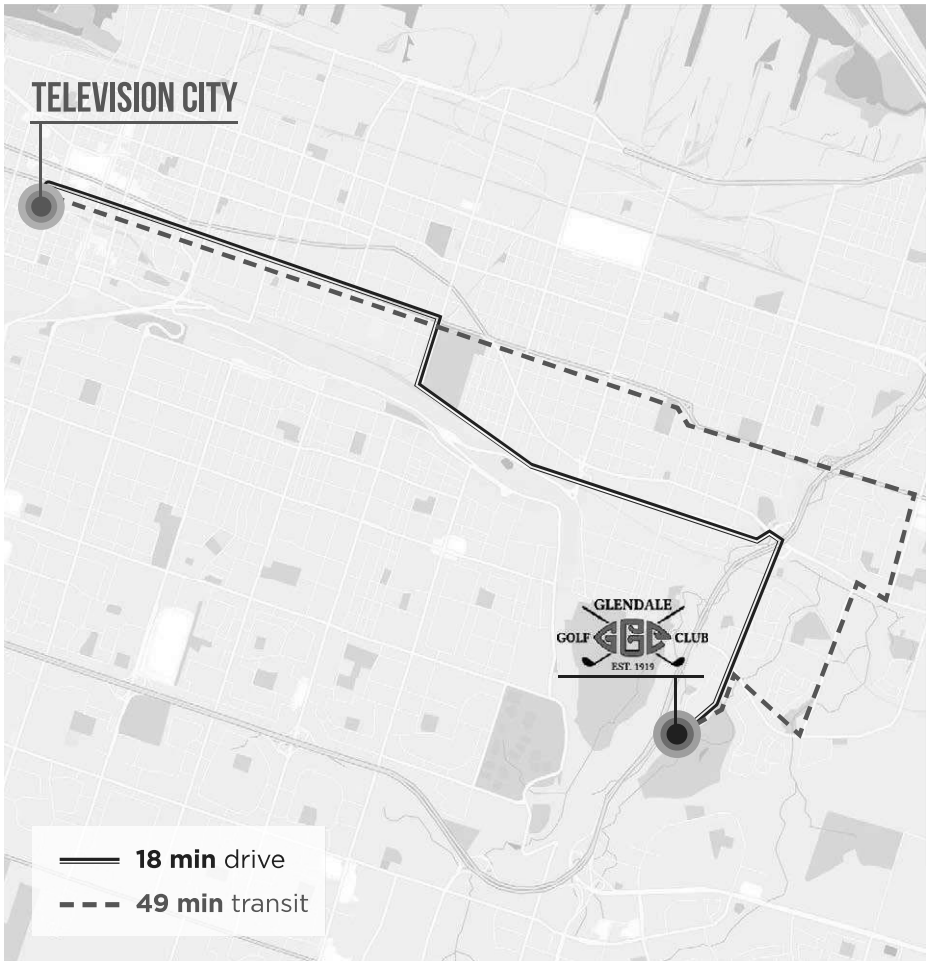 TELEVISION CITY
GLENDALE
GOLF GGC CLUB
EST. 1919
18 min drive
49 min transit